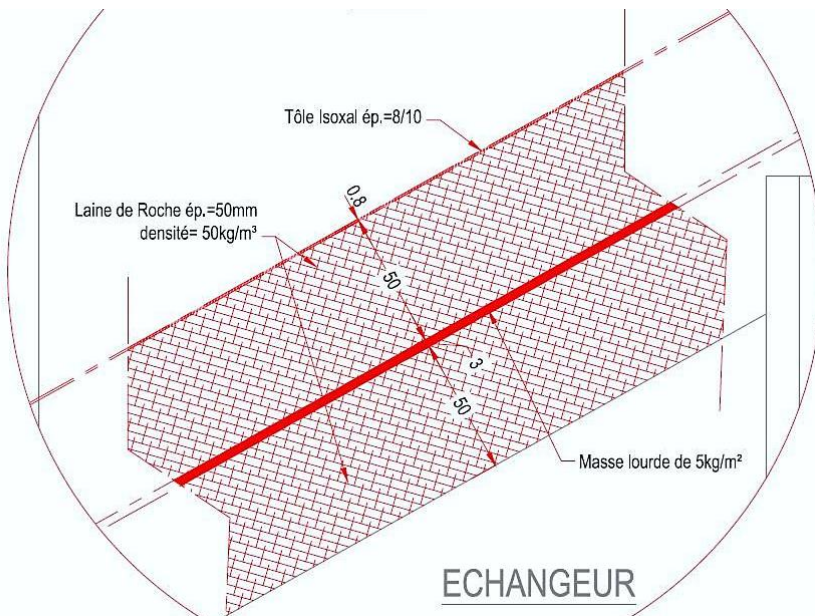 Tôle Isoxal ép.=8/10
0.8
Laine de Roche ép.=50mm
densité= 50kg/m³
50
3
50
Masse lourde de 5kg/m²
ECHANGEUR